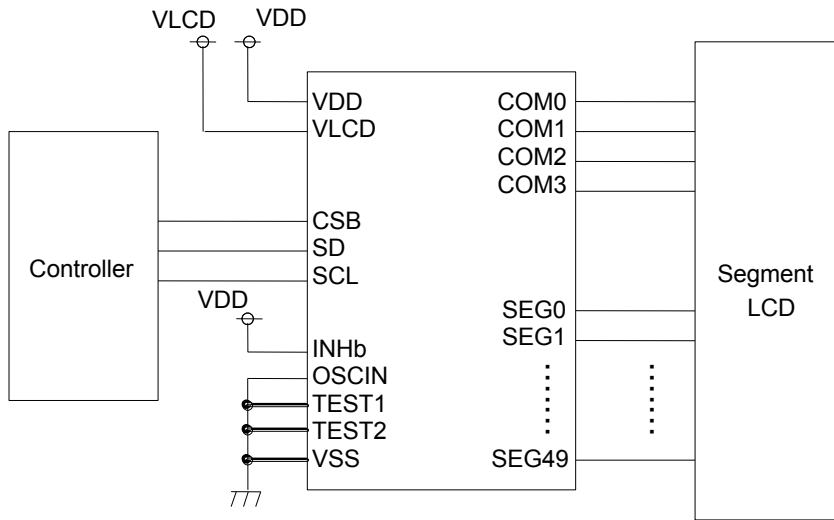 VLCD
VDD
VDD
VLCD
CSB
SD
SCL
VDD
INHb
OSCIN
TEST1
TEST2
VSS
Controller
COM0
COM1
COM2
COM3
SEG0
SEG1
SEG49
Segment
LCD